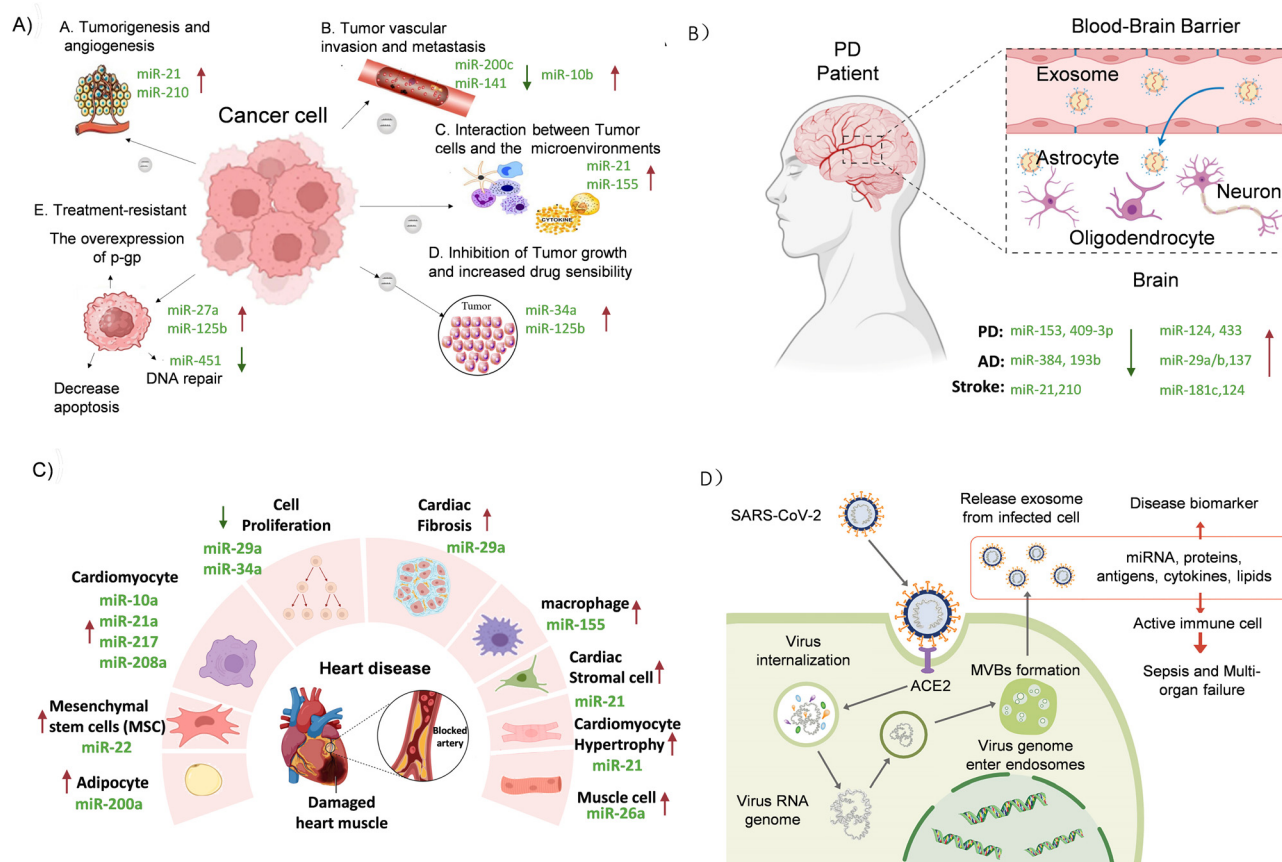 A)
A. Tumorigenesis and
angiogenesis
miR-21
miR-210
B. Tumor vascular
invasion and metastasis
miR-200c
miR-141
miR-10b
Cancer cell
C. Interaction between Tumor
cells and the microenvironments
miR-21
miR-155
CYTOKINE
E. Treatment-resistant
The overexpression
of p-gp
miR-27a
miR-125b
miR-451
DNA repair
Decrease
apoptosis
D. Inhibition of Tumor growth
and increased drug sensibility
Tumor
miR-34a
miR-125b
B)
PD
Patient
Blood-Brain Barrier
Exosome
Astrocyte
Neuron
Oligodendrocyte
Brain
PD: miR-153, 409-3p miR-124, 433
AD: miR-384, 193b miR-29a/b,137
Stroke: miR-21,210 miR-181c,124
C)
Cell
Proliferation
miR-29a
miR-34a
Cardiac
Fibrosis
miR-29a
Cardiomyocyte
miR-10a
miR-21a
miR-217
miR-208a
macrophage
miR-155
Mesenchymal
stem cells (MSC)
miR-22
Adipocyte
miR-200a
Heart disease
Blocked
artery
Damaged
heart muscle
Cardiac
Stromal cell
miR-21
Cardiomyocyte
Hypertrophy
miR-21
Muscle cell
miR-26a
D)
SARS-CoV-2
Release exosome
from infected cell
Disease biomarker
miRNA, proteins,
antigens, cytokines, lipids
Active immune cell
Sepsis and Multi-
organ failure
Virus
internalization
ACE2
MVBs formation
Virus genome
enter endosomes
Virus RNA
genome